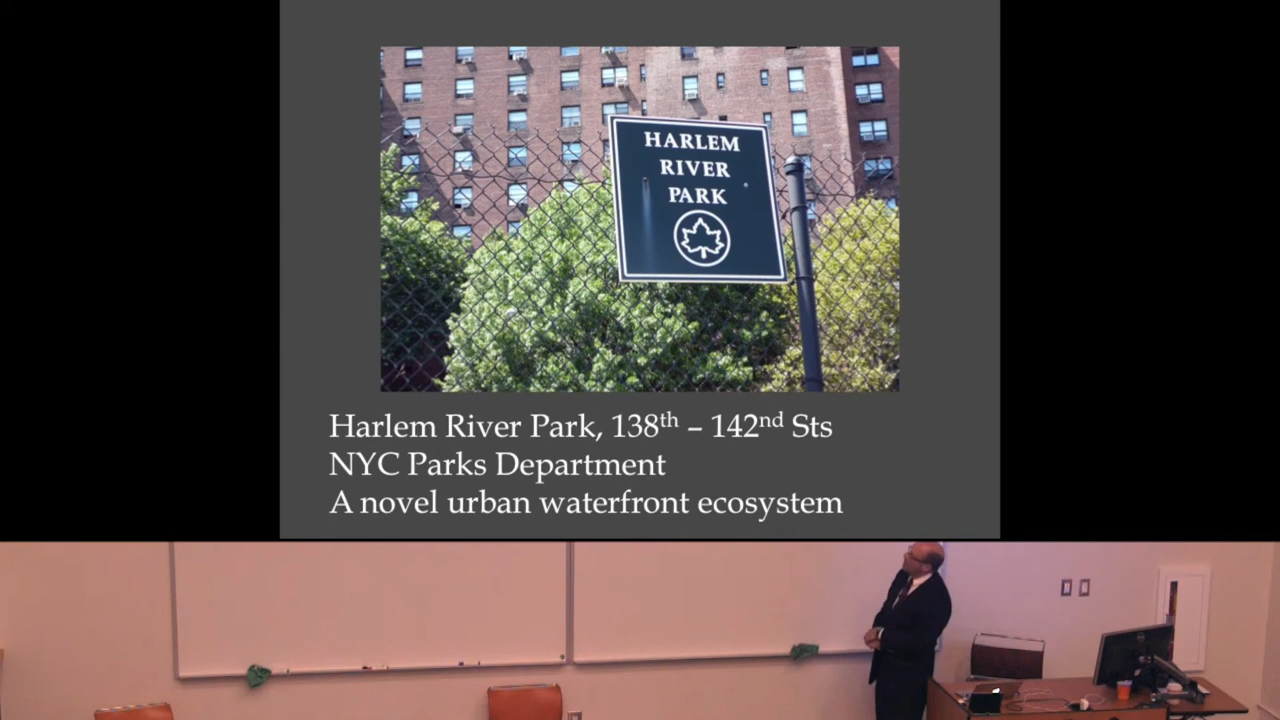 HARLEM
RIVER
PARK
Harlem River Park, 138th – 142nd Sts
NYC Parks Department
A novel urban waterfront ecosystem